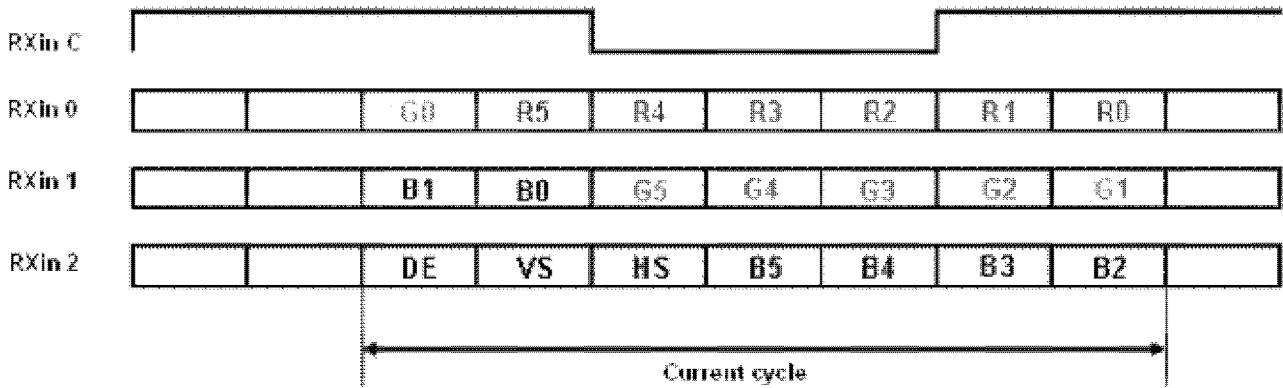 RXin C
RXin 0 G0 R5 R4 R3 R2 R1 R0
RXin 1 B1 B0 G5 G4 G3 G2 G1
RXin 2 DE VS HS B5 B4 B3 B2
Current cycle